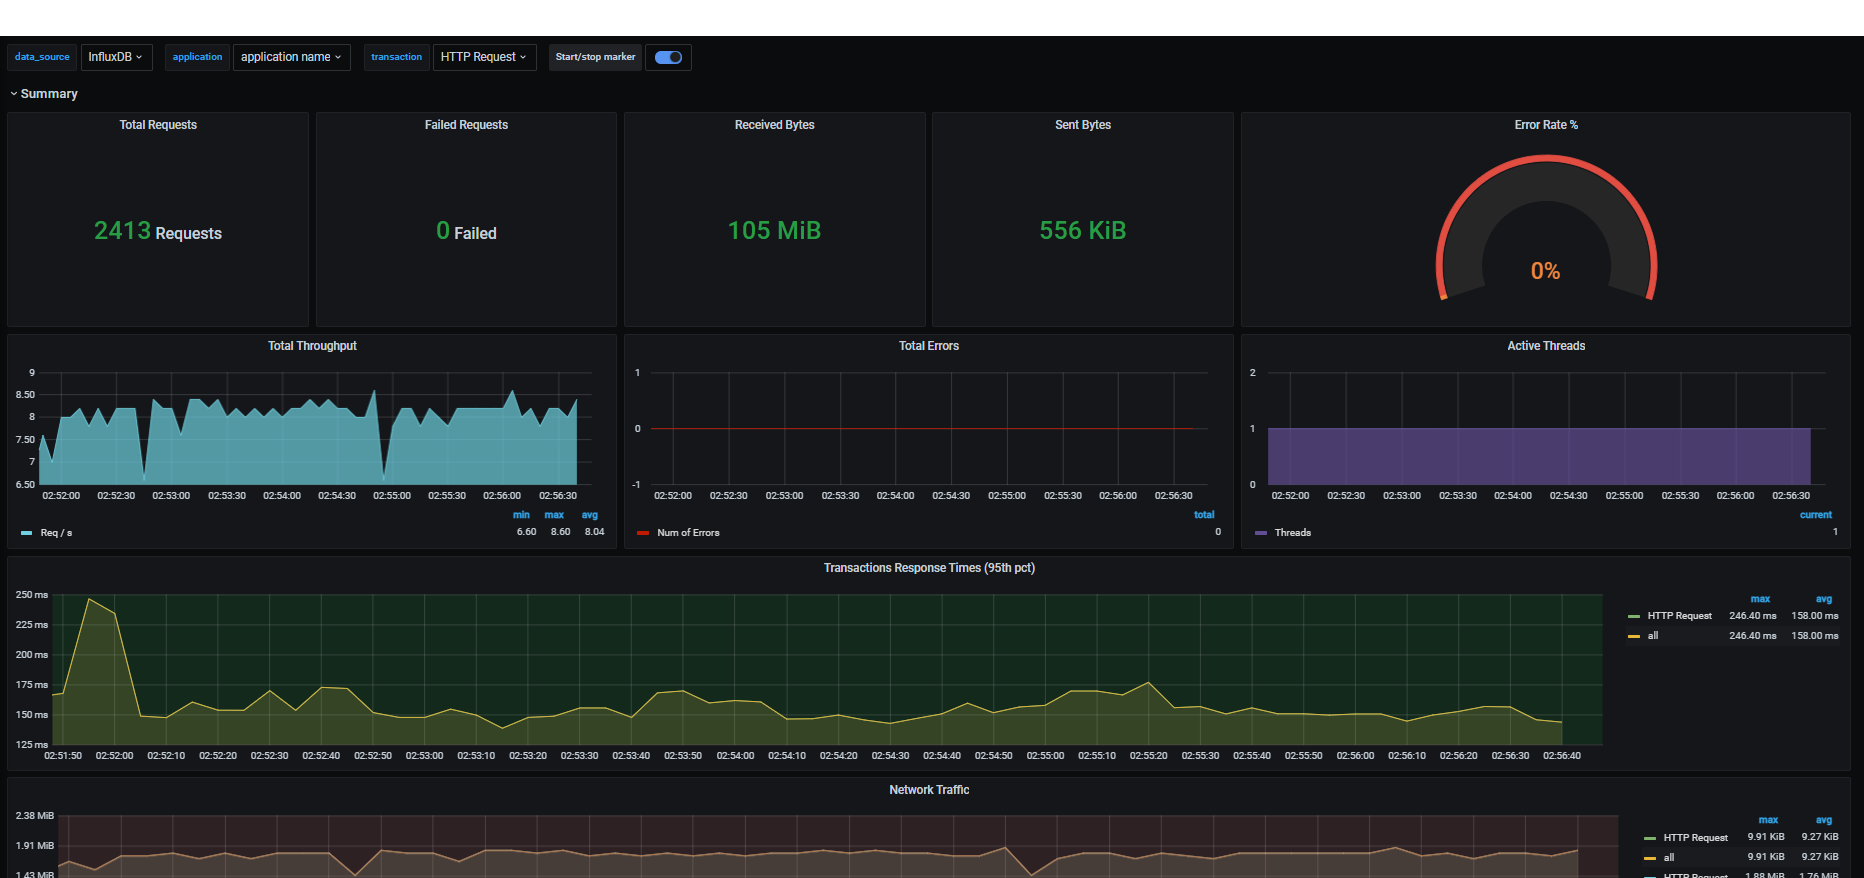 data_source InfluxDB application application name transaction HTTP Request Start/stop marker
Summary
Total Requests
2413 Requests
Failed Requests
0 Failed
Received Bytes
105 MiB
Sent Bytes
556 KiB
Error Rate %
0%
Total Throughput
9
8.50
8
7.50
7
6.50
02:52:00 02:52:30 02:53:00 02:53:30 02:54:00 02:54:30 02:55:00 02:55:30 02:56:00 02:56:30
min max avg
Req / s 6.60 8.60 8.04
Total Errors
1
0
-1
02:52:00 02:52:30 02:53:00 02:53:30 02:54:00 02:54:30 02:55:00 02:55:30 02:56:00 02:56:30
total
Num of Errors 0
Active Threads
2
1
0
02:52:00 02:52:30 02:53:00 02:53:30 02:54:00 02:54:30 02:55:00 02:55:30 02:56:00 02:56:30
current
Threads 1
Transactions Response Times (95th pct)
250 ms
225 ms
200 ms
175 ms
150 ms
125 ms
02:51:50 02:52:00 02:52:10 02:52:20 02:52:30 02:52:40 02:52:50 02:53:00 02:53:10 02:53:20 02:53:30 02:53:40 02:53:50 02:54:00 02:54:10 02:54:20 02:54:30 02:54:40 02:54:50 02:55:00 02:55:10 02:55:20 02:55:30 02:55:40 02:55:50 02:56:00 02:56:10 02:56:20 02:56:30 02:56:40
max avg
HTTP Request 246.40 ms 158.00 ms
all 246.40 ms 158.00 ms
Network Traffic
2.38 MiB
1.91 MiB
1.43 MiB
max avg
HTTP Request 9.91 KiB 9.27 KiB
all 9.91 KiB 9.27 KiB
HTTP Request 1.88 MiB 1.76 MiB